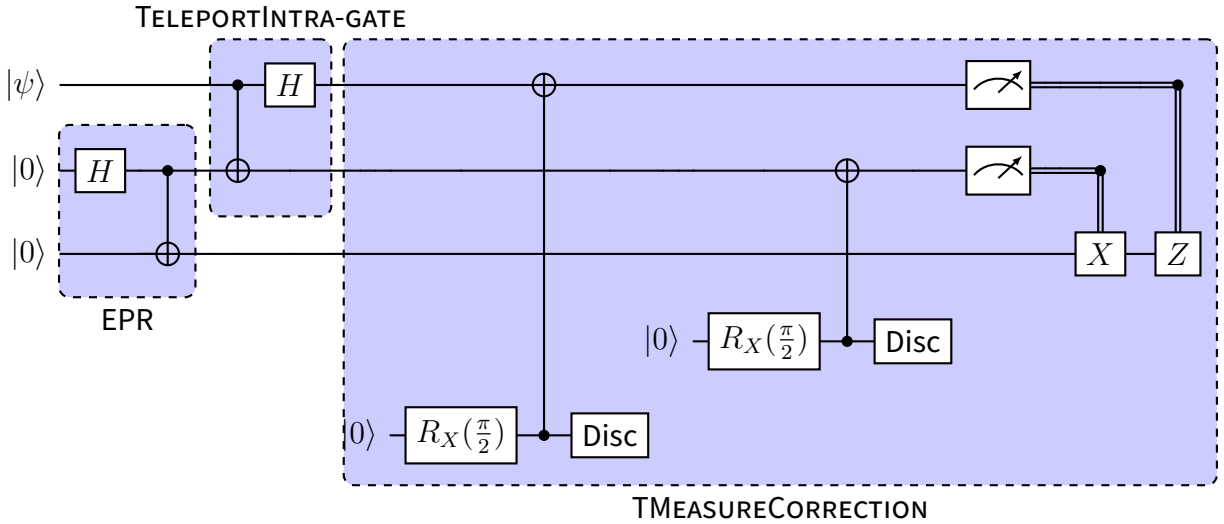 TELEPORTINTRA-GATE
|ψ⟩ H
|0⟩ H
|0⟩ X Z
EPR
|0⟩ R_X(π/2) Disc
|0⟩ R_X(π/2) Disc
TMEASURECORRECTION